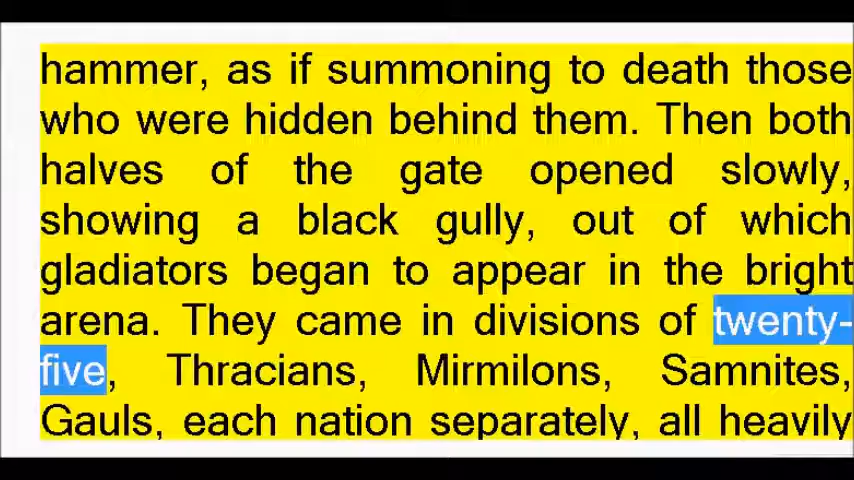 hammer, as if summoning to death those
who were hidden behind them. Then both
halves of the gate opened slowly,
showing a black gully, out of which
gladiators began to appear in the bright
arena. They came in divisions of twenty-
five, Thracians, Mirmilons, Samnites,
Gauls, each nation separately, all heavily